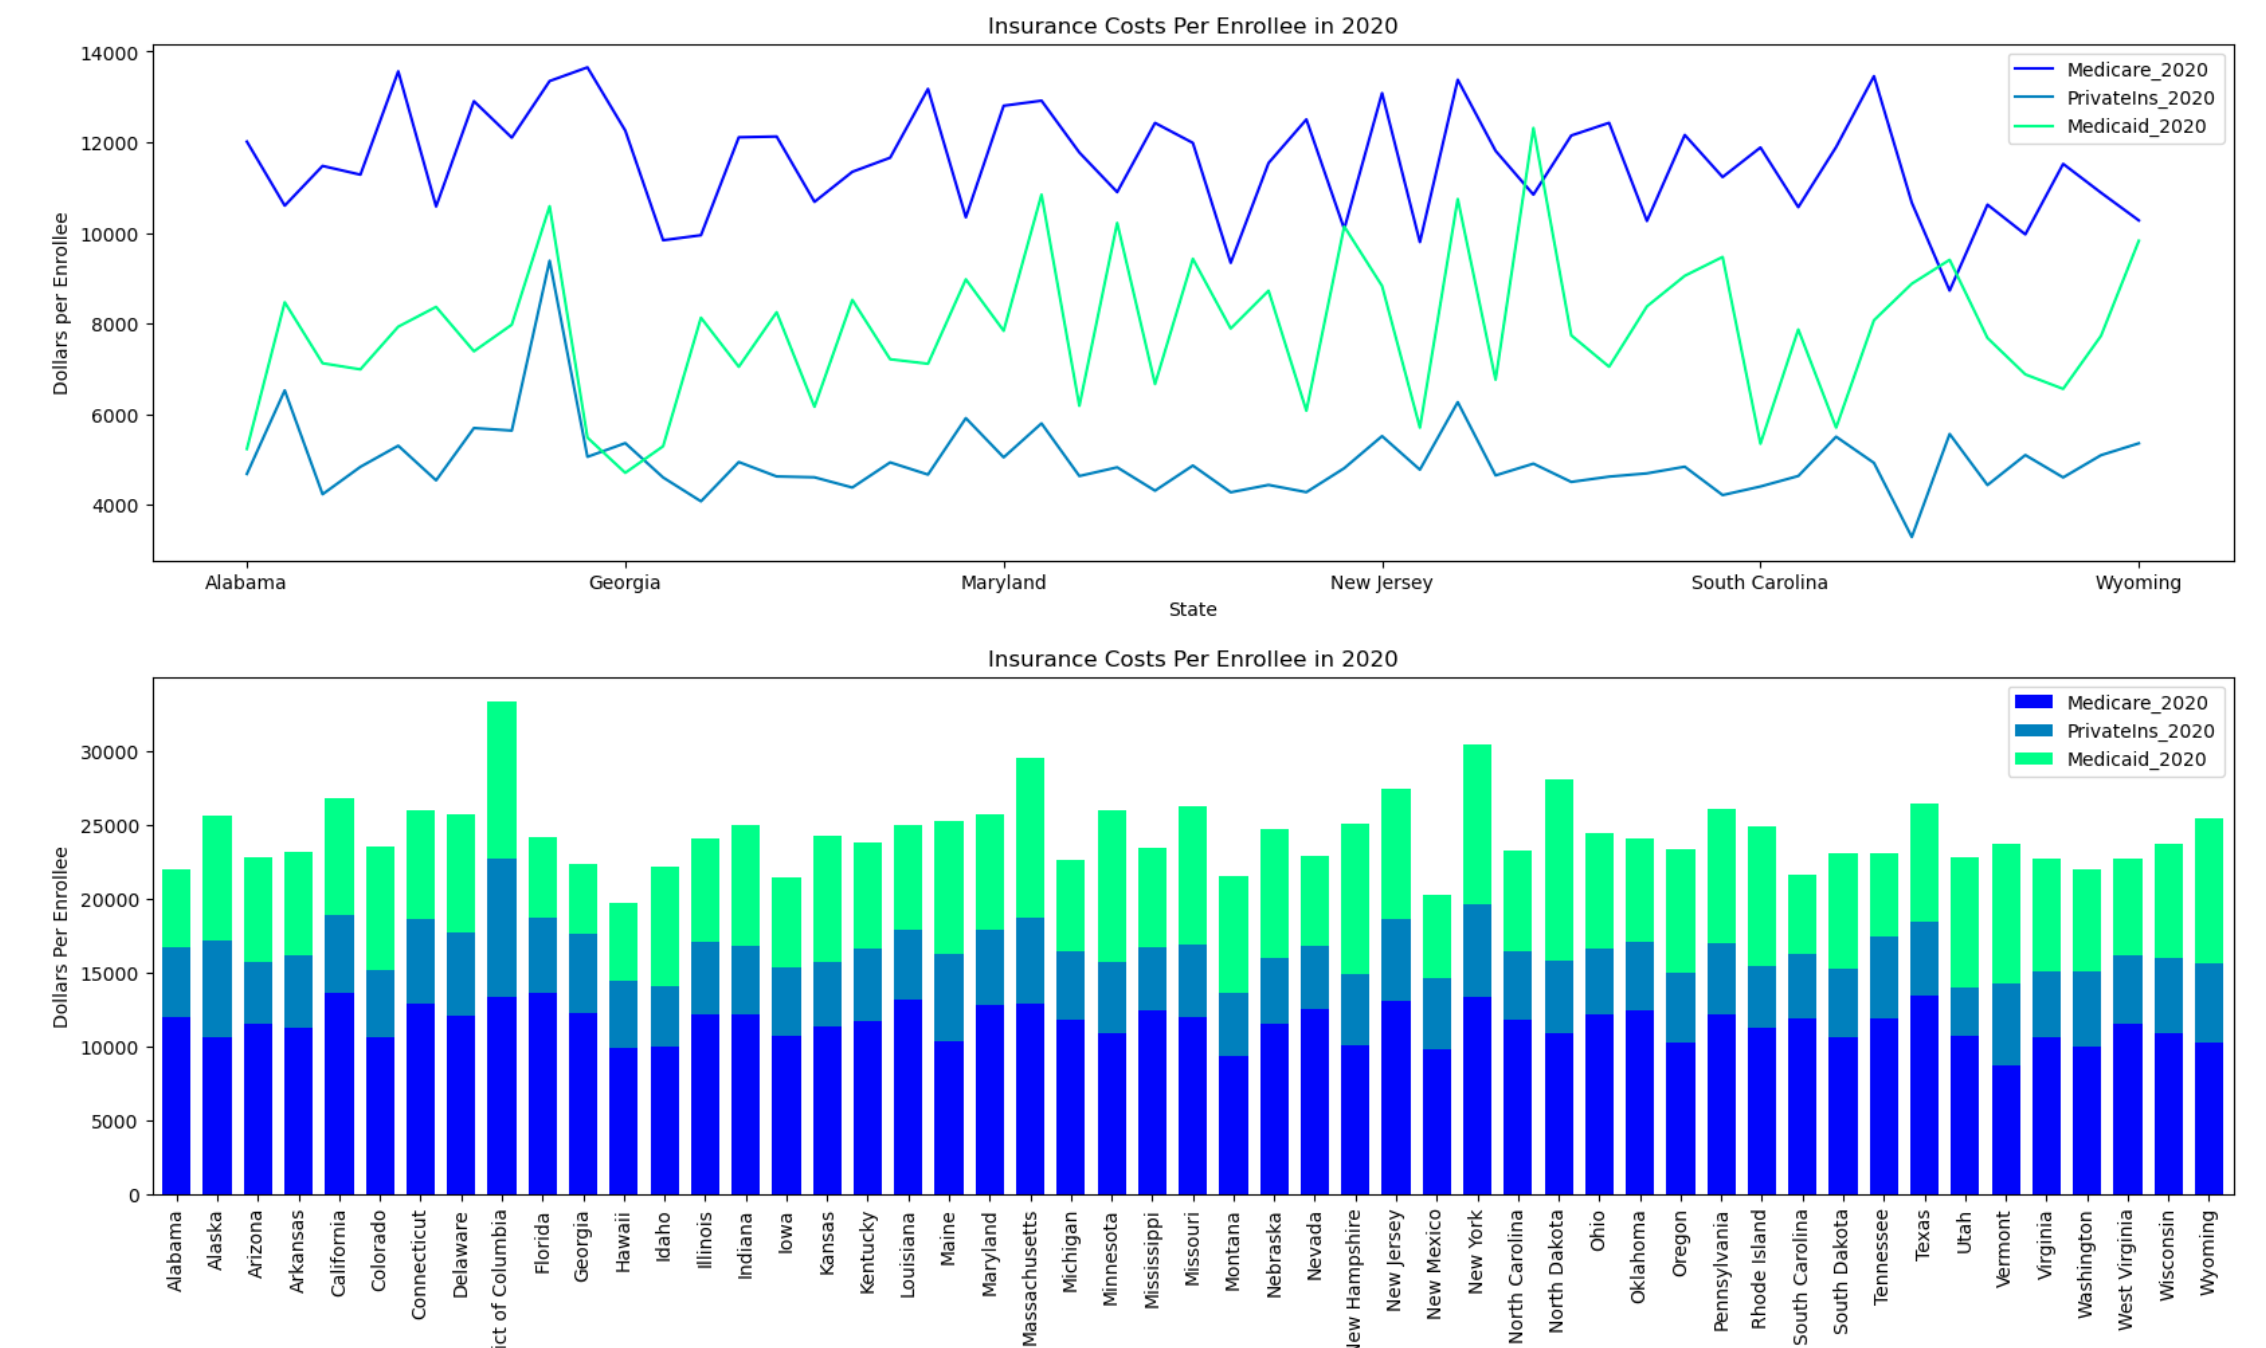 Insurance Costs Per Enrollee in 2020
14000
12000
10000
8000
6000
4000
Dollars per Enrollee
Medicare_2020
PrivateIns_2020
Medicaid_2020
Alabama
Georgia
Maryland
New Jersey
South Carolina
Wyoming
State
Insurance Costs Per Enrollee in 2020
30000
25000
20000
15000
10000
5000
0
Dollars Per Enrollee
Medicare_2020
PrivateIns_2020
Medicaid_2020
Alabama
Alaska
Arizona
Arkansas
California
Colorado
Connecticut
Delaware
ict of Columbia
Florida
Georgia
Hawaii
Idaho
Illinois
Indiana
Iowa
Kansas
Kentucky
Louisiana
Maine
Maryland
Massachusetts
Michigan
Minnesota
Mississippi
Missouri
Montana
Nebraska
Nevada
New Hampshire
New Jersey
New Mexico
New York
North Carolina
North Dakota
Ohio
Oklahoma
Oregon
Pennsylvania
Rhode Island
South Carolina
South Dakota
Tennessee
Texas
Utah
Vermont
Virginia
Washington
West Virginia
Wisconsin
Wyoming